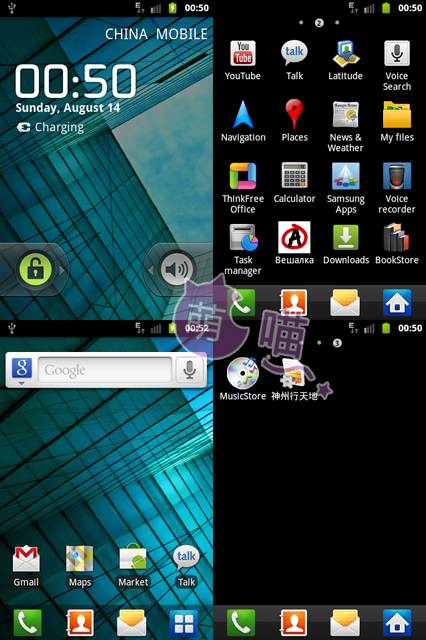 00:50
CHINA MOBILE
00:50
Sunday, August 14
Charging
00:50
2
YouTube
Talk
Latitude
Voice Search
Navigation
Places
News & Weather
My files
ThinkFree Office
Calculator
Samsung Apps
Voice recorder
Task manager
Вешалка
Downloads
BookStore
00:52
Google
Gmail
Maps
Market
Talk
00:50
3
MusicStore
神州行天地
萌喵